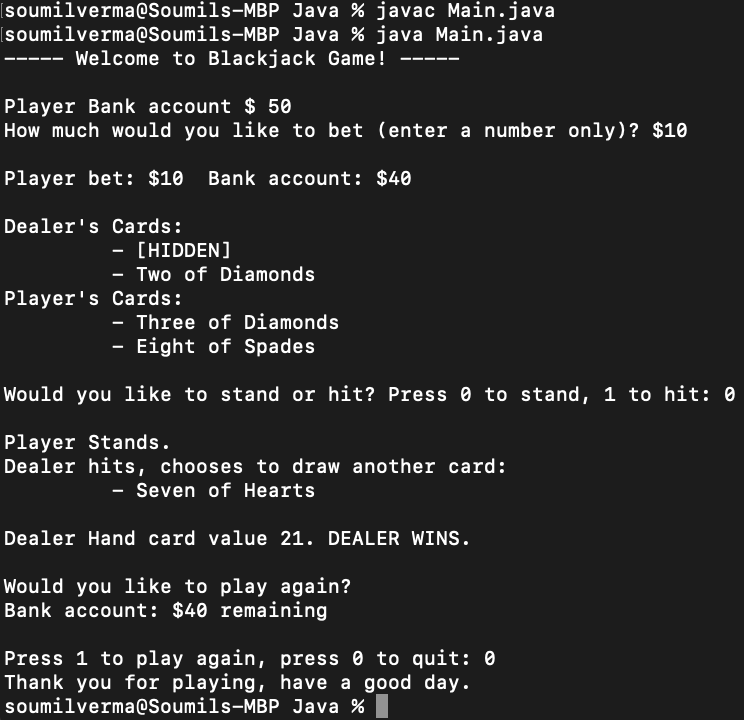 soumilverma@Soumils-MBP Java % javac Main.java
soumilverma@Soumils-MBP Java % java Main.java
----- Welcome to Blackjack Game! -----
Player Bank account $ 50
How much would you like to bet (enter a number only)? $10
Player bet: $10  Bank account: $40
Dealer's Cards:
- [HIDDEN]
- Two of Diamonds
Player's Cards:
- Three of Diamonds
- Eight of Spades
Would you like to stand or hit? Press 0 to stand, 1 to hit: 0
Player Stands.
Dealer hits, chooses to draw another card:
- Seven of Hearts
Dealer Hand card value 21. DEALER WINS.
Would you like to play again?
Bank account: $40 remaining
Press 1 to play again, press 0 to quit: 0
Thank you for playing, have a good day.
soumilverma@Soumils-MBP Java %